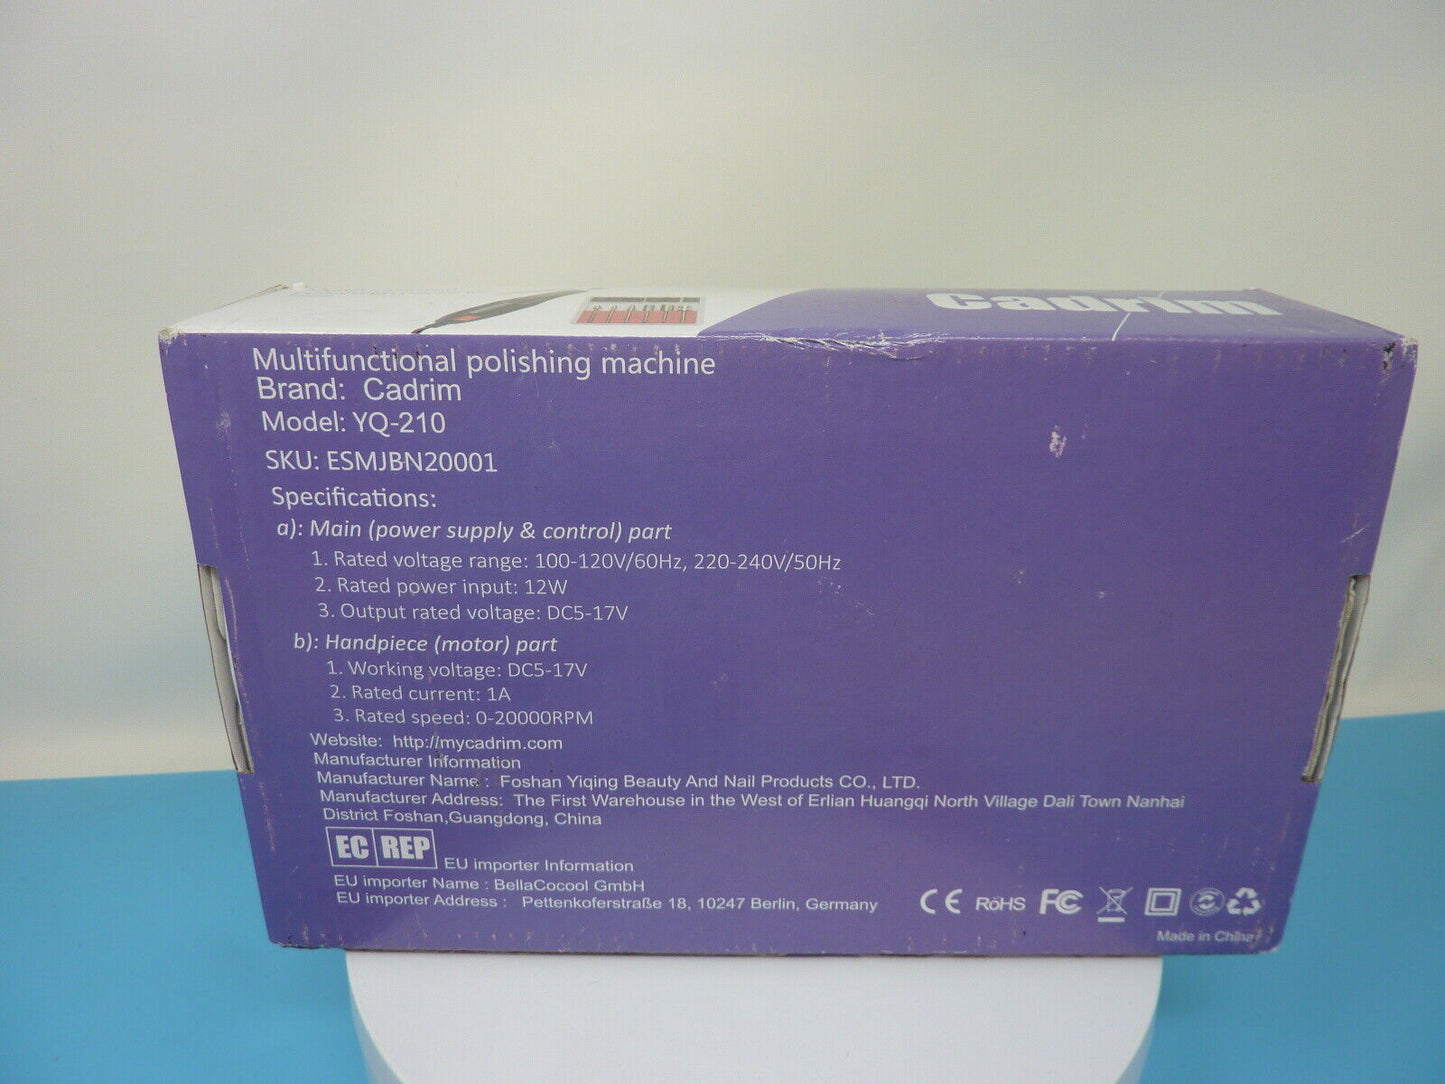 Cadrim
Multifunctional polishing machine
Brand: Cadrim
Model: YQ-210
SKU: ESMJBN20001
Specifications:
a): Main (power supply & control) part
1. Rated voltage range: 100-120V/60Hz, 220-240V/50Hz
2. Rated power input: 12W
3. Output rated voltage: DC5-17V
b): Handpiece (motor) part
1. Working voltage: DC5-17V
2. Rated current: 1A
3. Rated speed: 0-20000RPM
Website: http://mycadrim.com
Manufacturer Information
Manufacturer Name : Foshan Yiqing Beauty And Nail Products CO., LTD.
Manufacturer Address: The First Warehouse in the West of Erlian Huangqi North Village Dali Town Nanhai
District Foshan,Guangdong, China
EC REP EU importer Information
EU importer Name : BellaCocool GmbH
EU importer Address : Pettenkoferstraße 18, 10247 Berlin, Germany
CE RoHS FC
Made in China